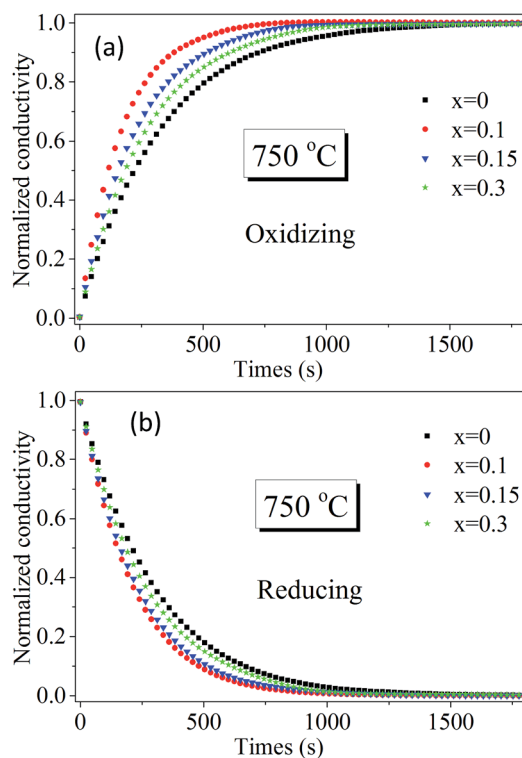 (a)
Normalized conductivity
1.0
0.8
0.6
0.4
0.2
0.0
x=0
x=0.1
x=0.15
x=0.3
750 °C
Oxidizing
0
500
1000
1500
Times (s)
(b)
Normalized conductivity
1.0
0.8
0.6
0.4
0.2
0.0
x=0
x=0.1
x=0.15
x=0.3
750 °C
Reducing
0
500
1000
1500
Times (s)